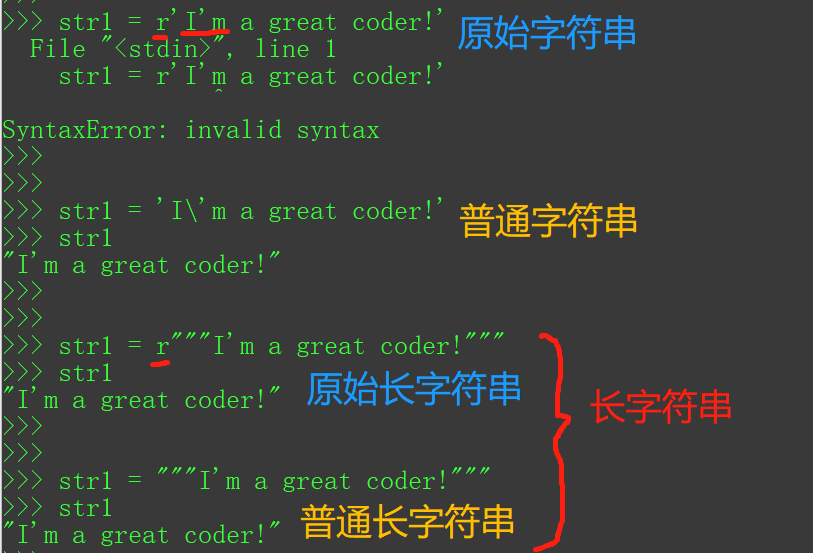 >>> str1 = r'I'm a great coder!' 原始字符串
  File "<stdin>", line 1
    str1 = r'I'm a great coder!'
               ^
SyntaxError: invalid syntax
>>>
>>>
>>> str1 = 'I\'m a great coder!' 普通字符串
>>> str1
"I'm a great coder!"
>>>
>>>
>>> str1 = r"""I'm a great coder!"""
>>> str1
"I'm a great coder!" 原始长字符串
长字符串
>>>
>>>
>>> str1 = """I'm a great coder!"""
>>> str1
"I'm a great coder!" 普通长字符串